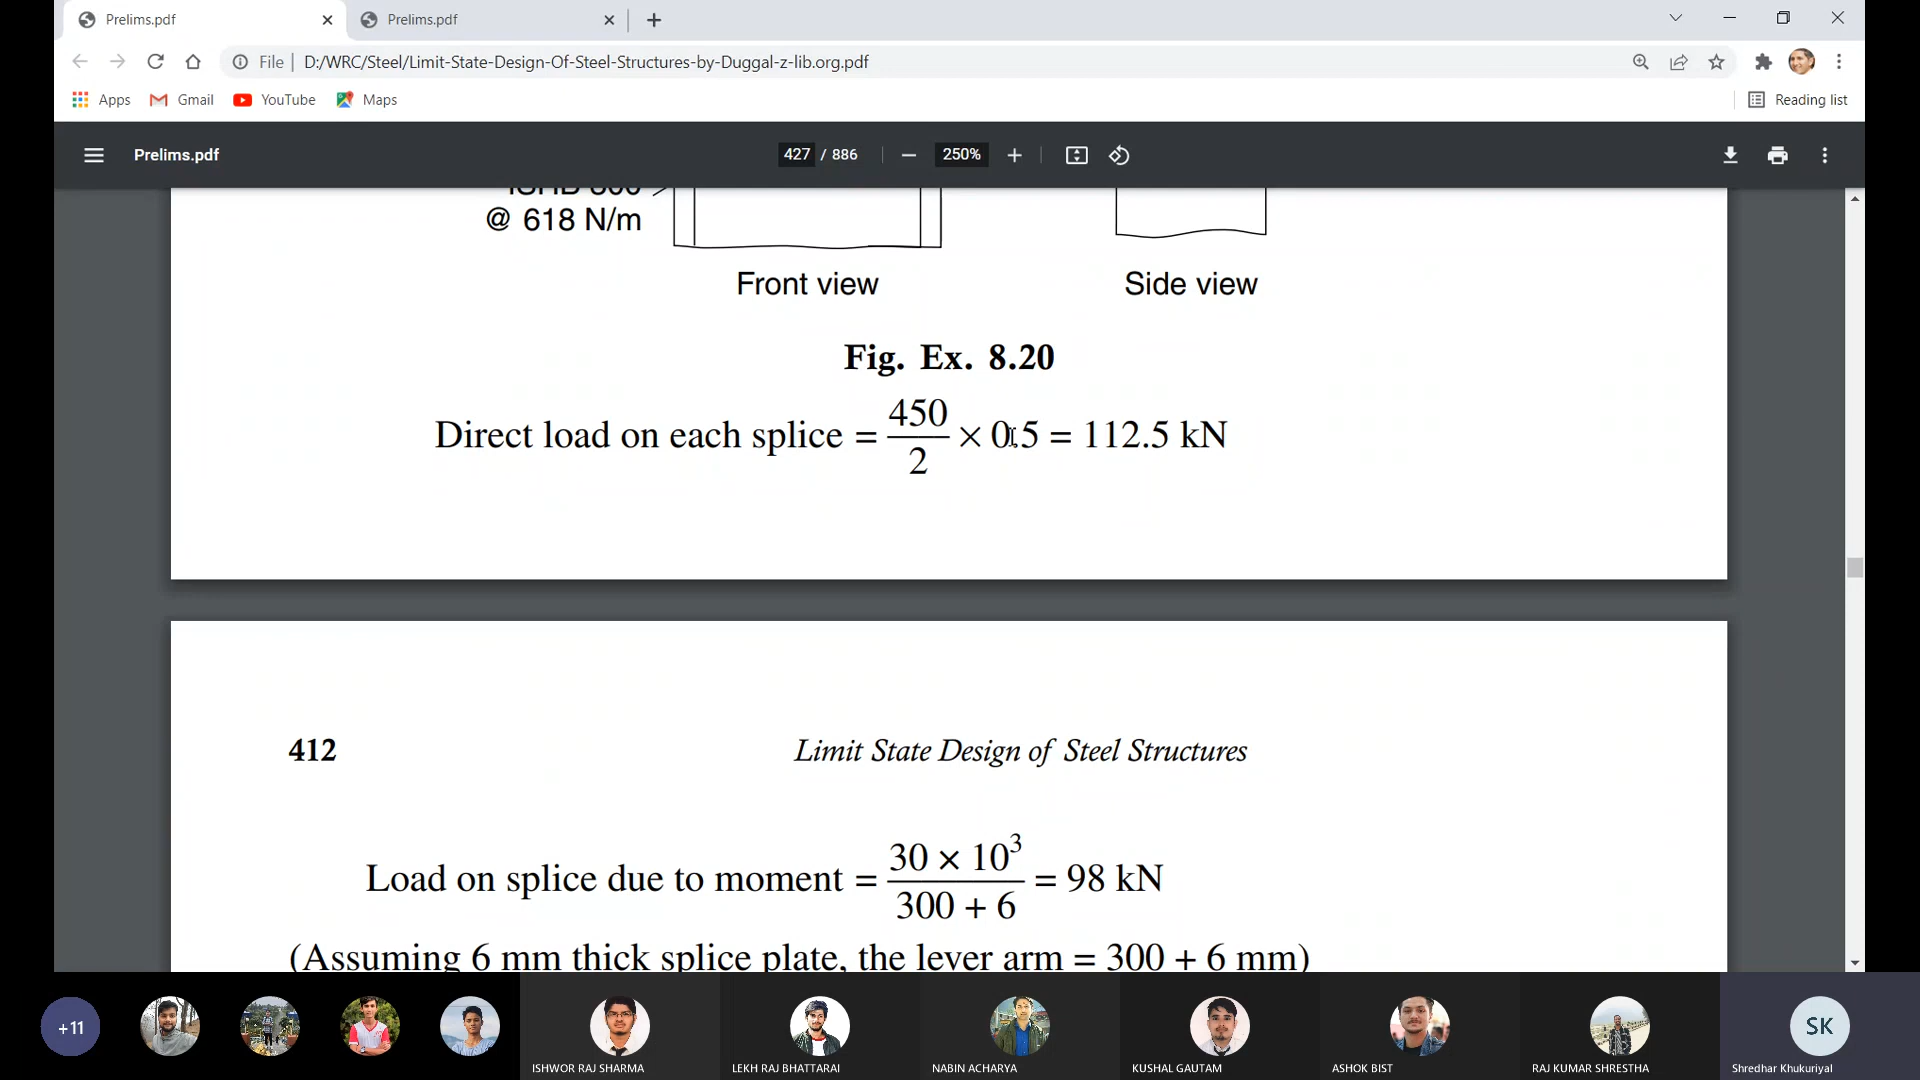 Prelims.pdf
Prelims.pdf
File D:/WRC/Steel/Limit-State-Design-Of-Steel-Structures-by-Duggal-z-lib.org.pdf
Apps Gmail YouTube Maps Reading list
Prelims.pdf 427 / 886 250%
@ 618 N/m
Front view Side view
Fig. Ex. 8.20
Direct load on each splice = 450/2 × 0.5 = 112.5 kN
412 Limit State Design of Steel Structures
Load on splice due to moment = 30 × 10³/300 + 6 = 98 kN
(Assuming 6 mm thick splice plate, the lever arm = 300 + 6 mm)
+11 SK
ISHWOR RAJ SHARMA LEKH RAJ BHATTARAI NABIN ACHARYA KUSHAL GAUTAM ASHOK BIST RAJ KUMAR SHRESTHA Shredhar Khukuriyal